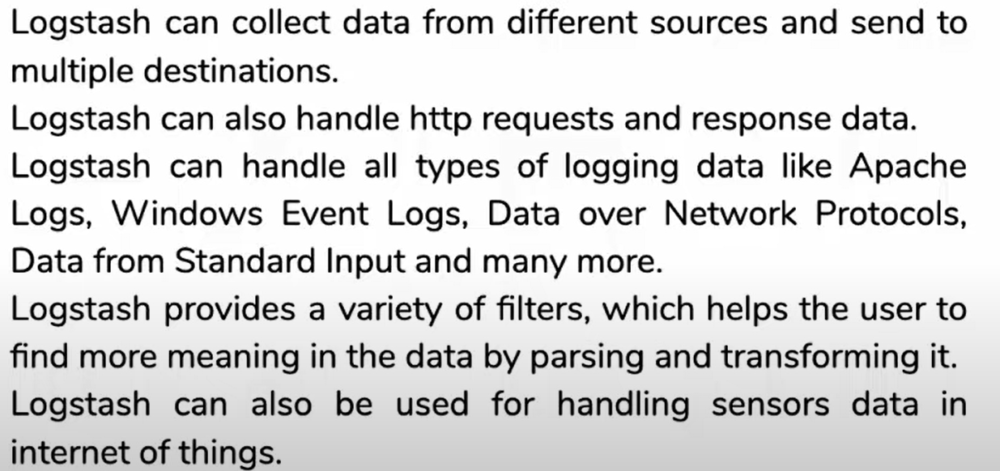 Logstash can collect data from different sources and send to
multiple destinations.
Logstash can also handle http requests and response data.
Logstash can handle all types of logging data like Apache
Logs, Windows Event Logs, Data over Network Protocols,
Data from Standard Input and many more.
Logstash provides a variety of filters, which helps the user to
find more meaning in the data by parsing and transforming it.
Logstash can also be used for handling sensors data in
internet of things.